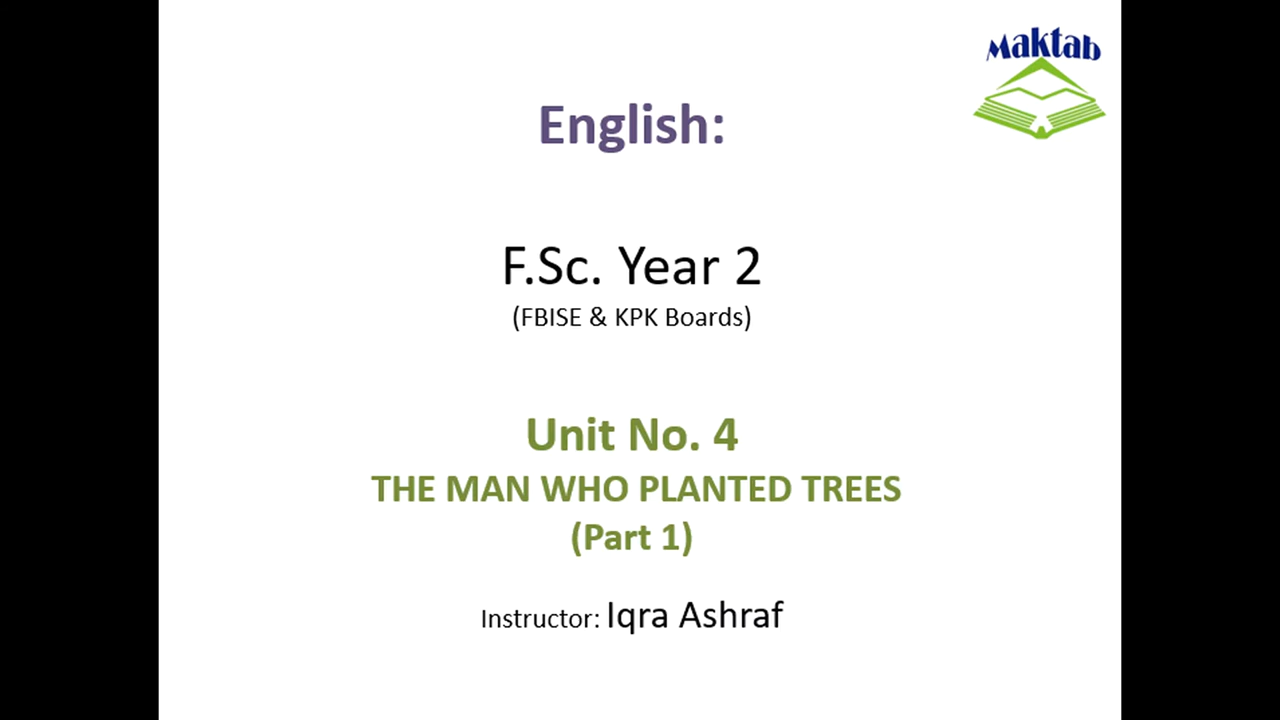 Maktab
English:
F.Sc. Year 2
(FBISE & KPK Boards)
Unit No. 4
THE MAN WHO PLANTED TREES
(Part 1)
Instructor: Iqra Ashraf